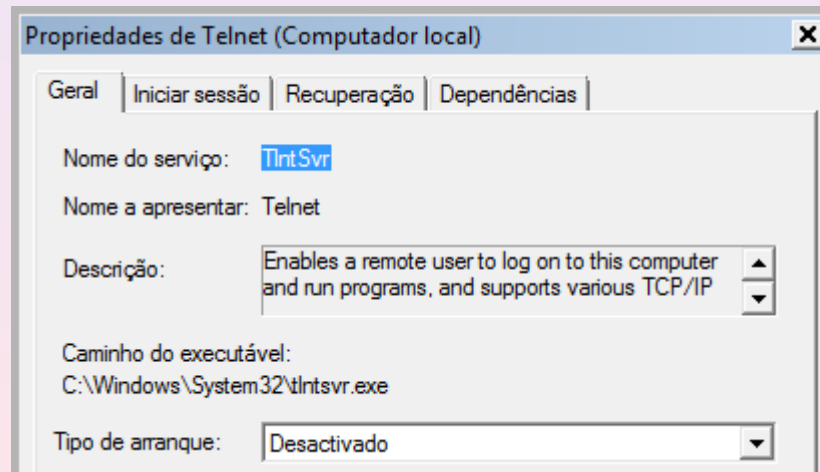 Propriedades de Telnet (Computador local)
Geral Iniciar sessão Recuperação Dependências
Nome do serviço: TlntSvr
Nome a apresentar: Telnet
Descrição: Enables a remote user to log on to this computer
and run programs, and supports various TCP/IP
Caminho do executável:
C:\Windows\System32\tlntsvr.exe
Tipo de arranque: Desactivado